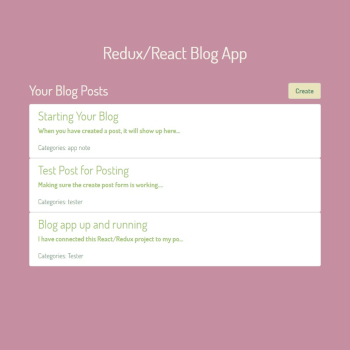 Redux/React Blog App
Your Blog Posts
Create
Starting Your Blog
When you have created a post, it will show up here...
Categories: app note
Test Post for Posting
Making sure the create post form is working....
Categories: tester
Blog app up and running
I have connected this React/Redux project to my po...
Categories: Tester